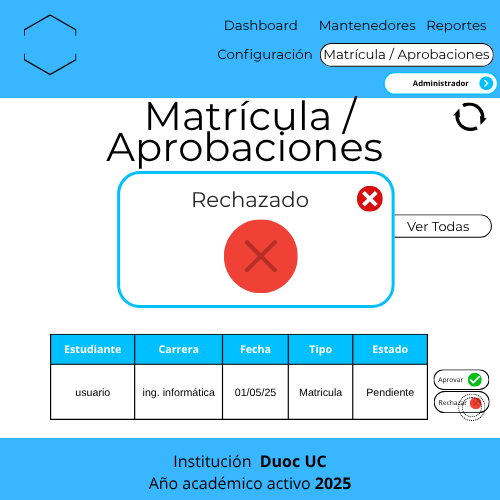 Dashboard Mantenedores Reportes
Configuración Matrícula / Aprobaciones
Administrador
Matrícula /
Aprobaciones
Rechazado
Ver Todas
Estudiante Carrera Fecha Tipo Estado
usuario ing. informática 01/05/25 Matricula Pendiente
Aprovar
Rechazar
Institución Duoc UC
Año académico activo 2025